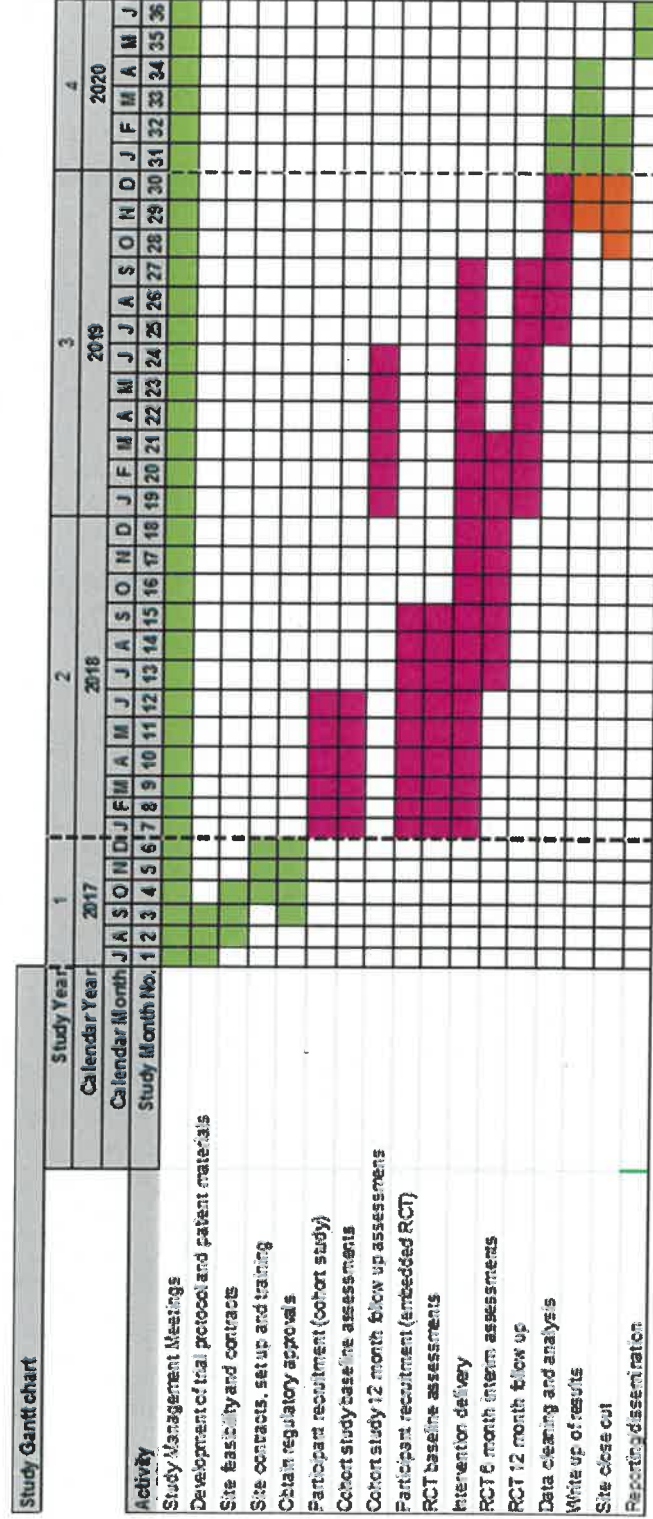 Study Gantt chart
Study Year 1 2 3 4
Calendar Year 2017 2018 2019 2020
Calendar Month J A S O N D J F M A M J J A S O N D J F M A M J J A S O N D J F M A M J
Activity Study Month No. 1 2 3 4 5 6 7 8 9 10 11 12 13 14 15 16 17 18 19 20 21 22 23 24 25 26 27 28 29 30 31 32 33 34 35 36
Study Management Meetings
Development of trial protocol and patient materials
Site feasibility and contracts
Site contracts, set up and training
Obtain regulatory approvals
Participant recruitment (cohort study)
Cohort study baseline assessments
Cohort study 12 month follow up assessmens
Participant recruitment (embedded RCT)
RCT baseline assessments
Intervention delivery
RCT 6 month interim assessments
RCT 12 month follow up
Data cleaning and analysis
Write up of results
Site close out
Reporting/dissemination